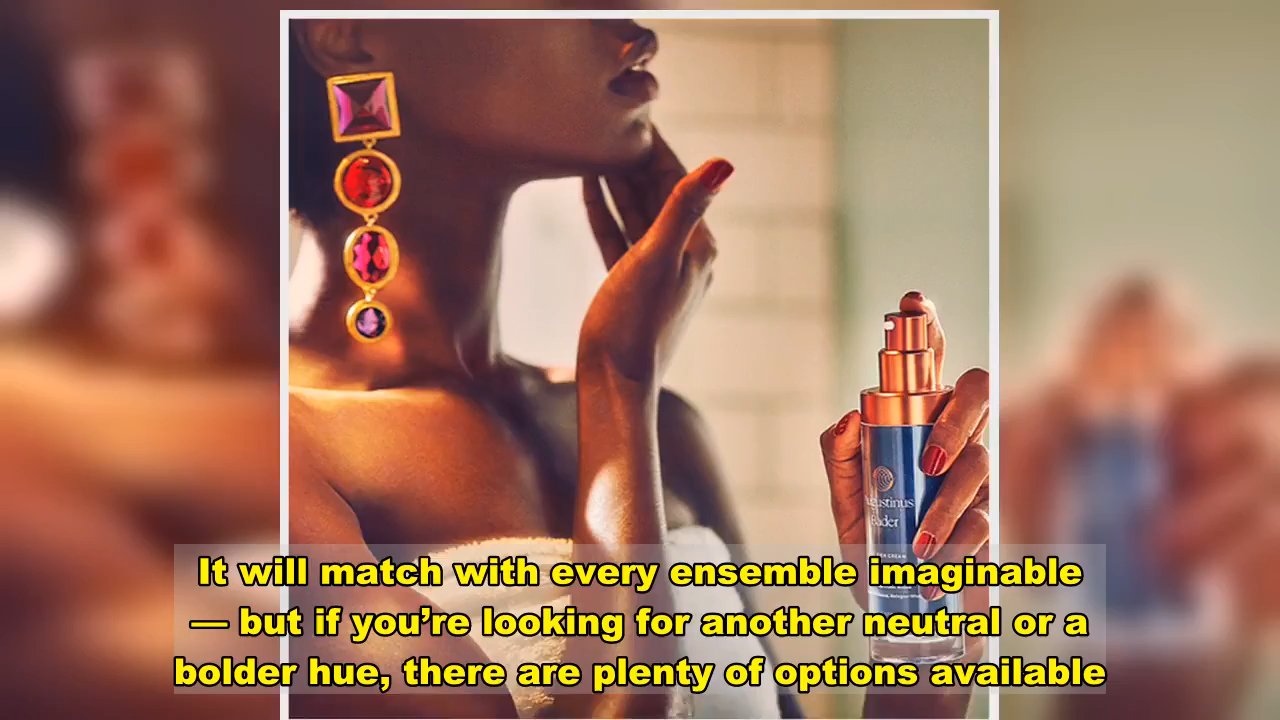 Augustinus
Bader
It will match with every ensemble imaginable
— but if you’re looking for another neutral or a
bolder hue, there are plenty of options available